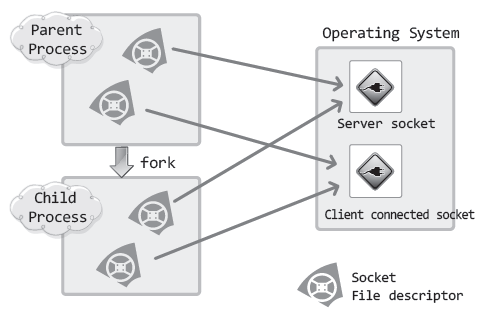 Parent
Process
Operating System
Server socket
fork
Child
Process
Client connected socket
Socket
File descriptor